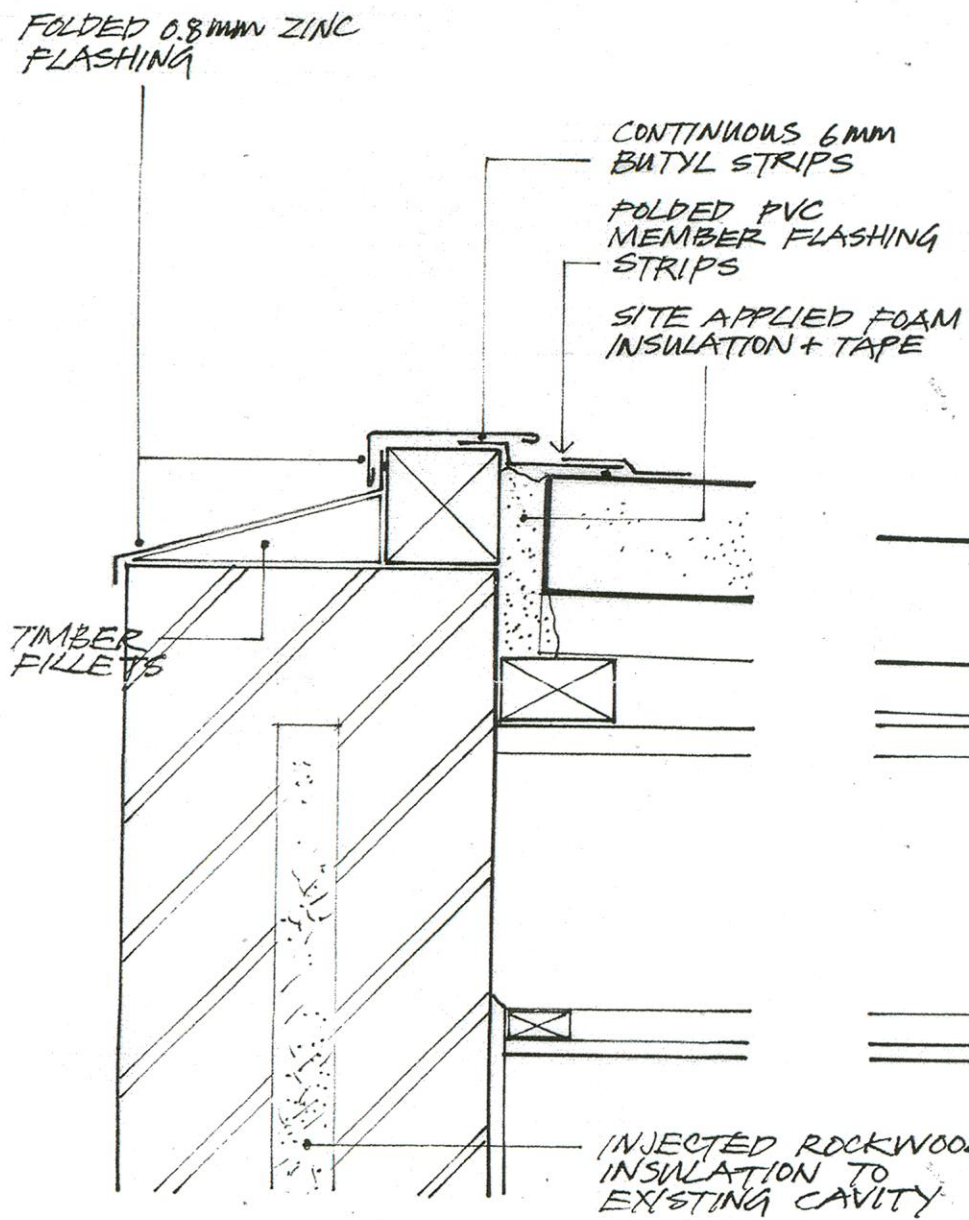 FOLDED 0.8mm ZINC
FLASHING
CONTINUOUS 6mm
BUTYL STRIPS
FOLDED PVC
MEMBER FLASHING
STRIPS
SITE APPLIED FOAM
INSULATION + TAPE
TIMBER
FILLETS
INJECTED ROCKWOOL
INSULATION TO
EXISTING CAVITY